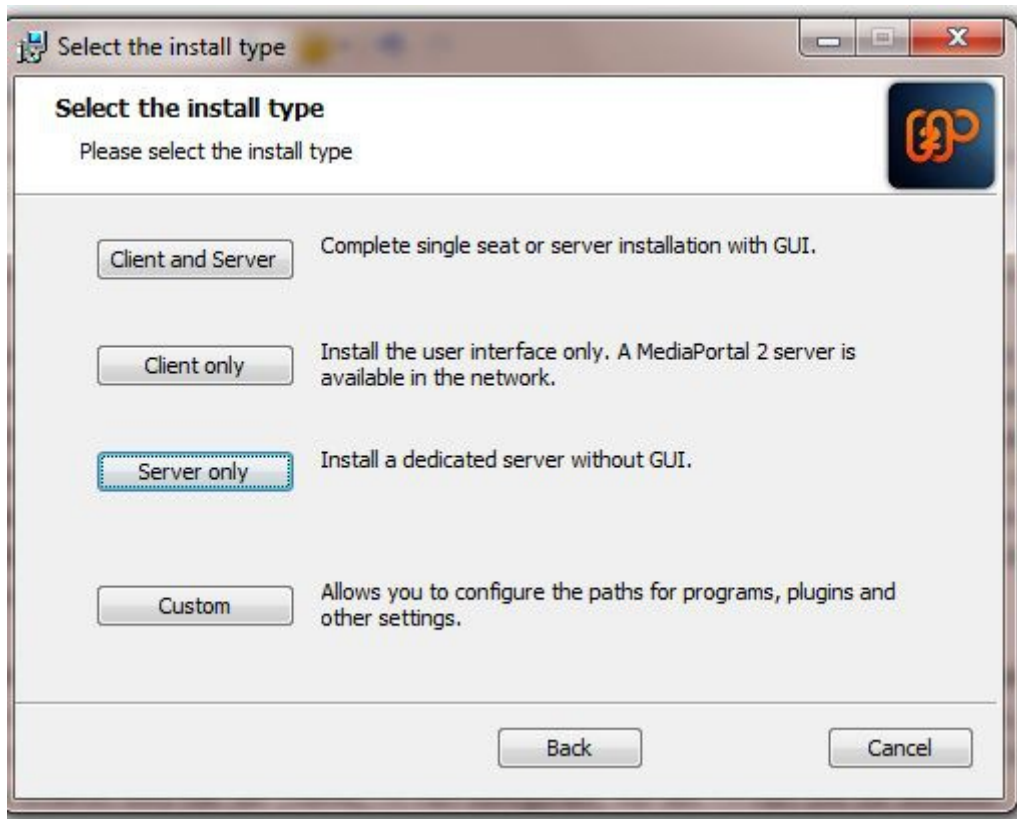 Select the install type
Select the install type
Please select the install type
Client and Server
Complete single seat or server installation with GUI.
Client only
Install the user interface only. A MediaPortal 2 server is
available in the network.
Server only
Install a dedicated server without GUI.
Custom
Allows you to configure the paths for programs, plugins and
other settings.
Back
Cancel